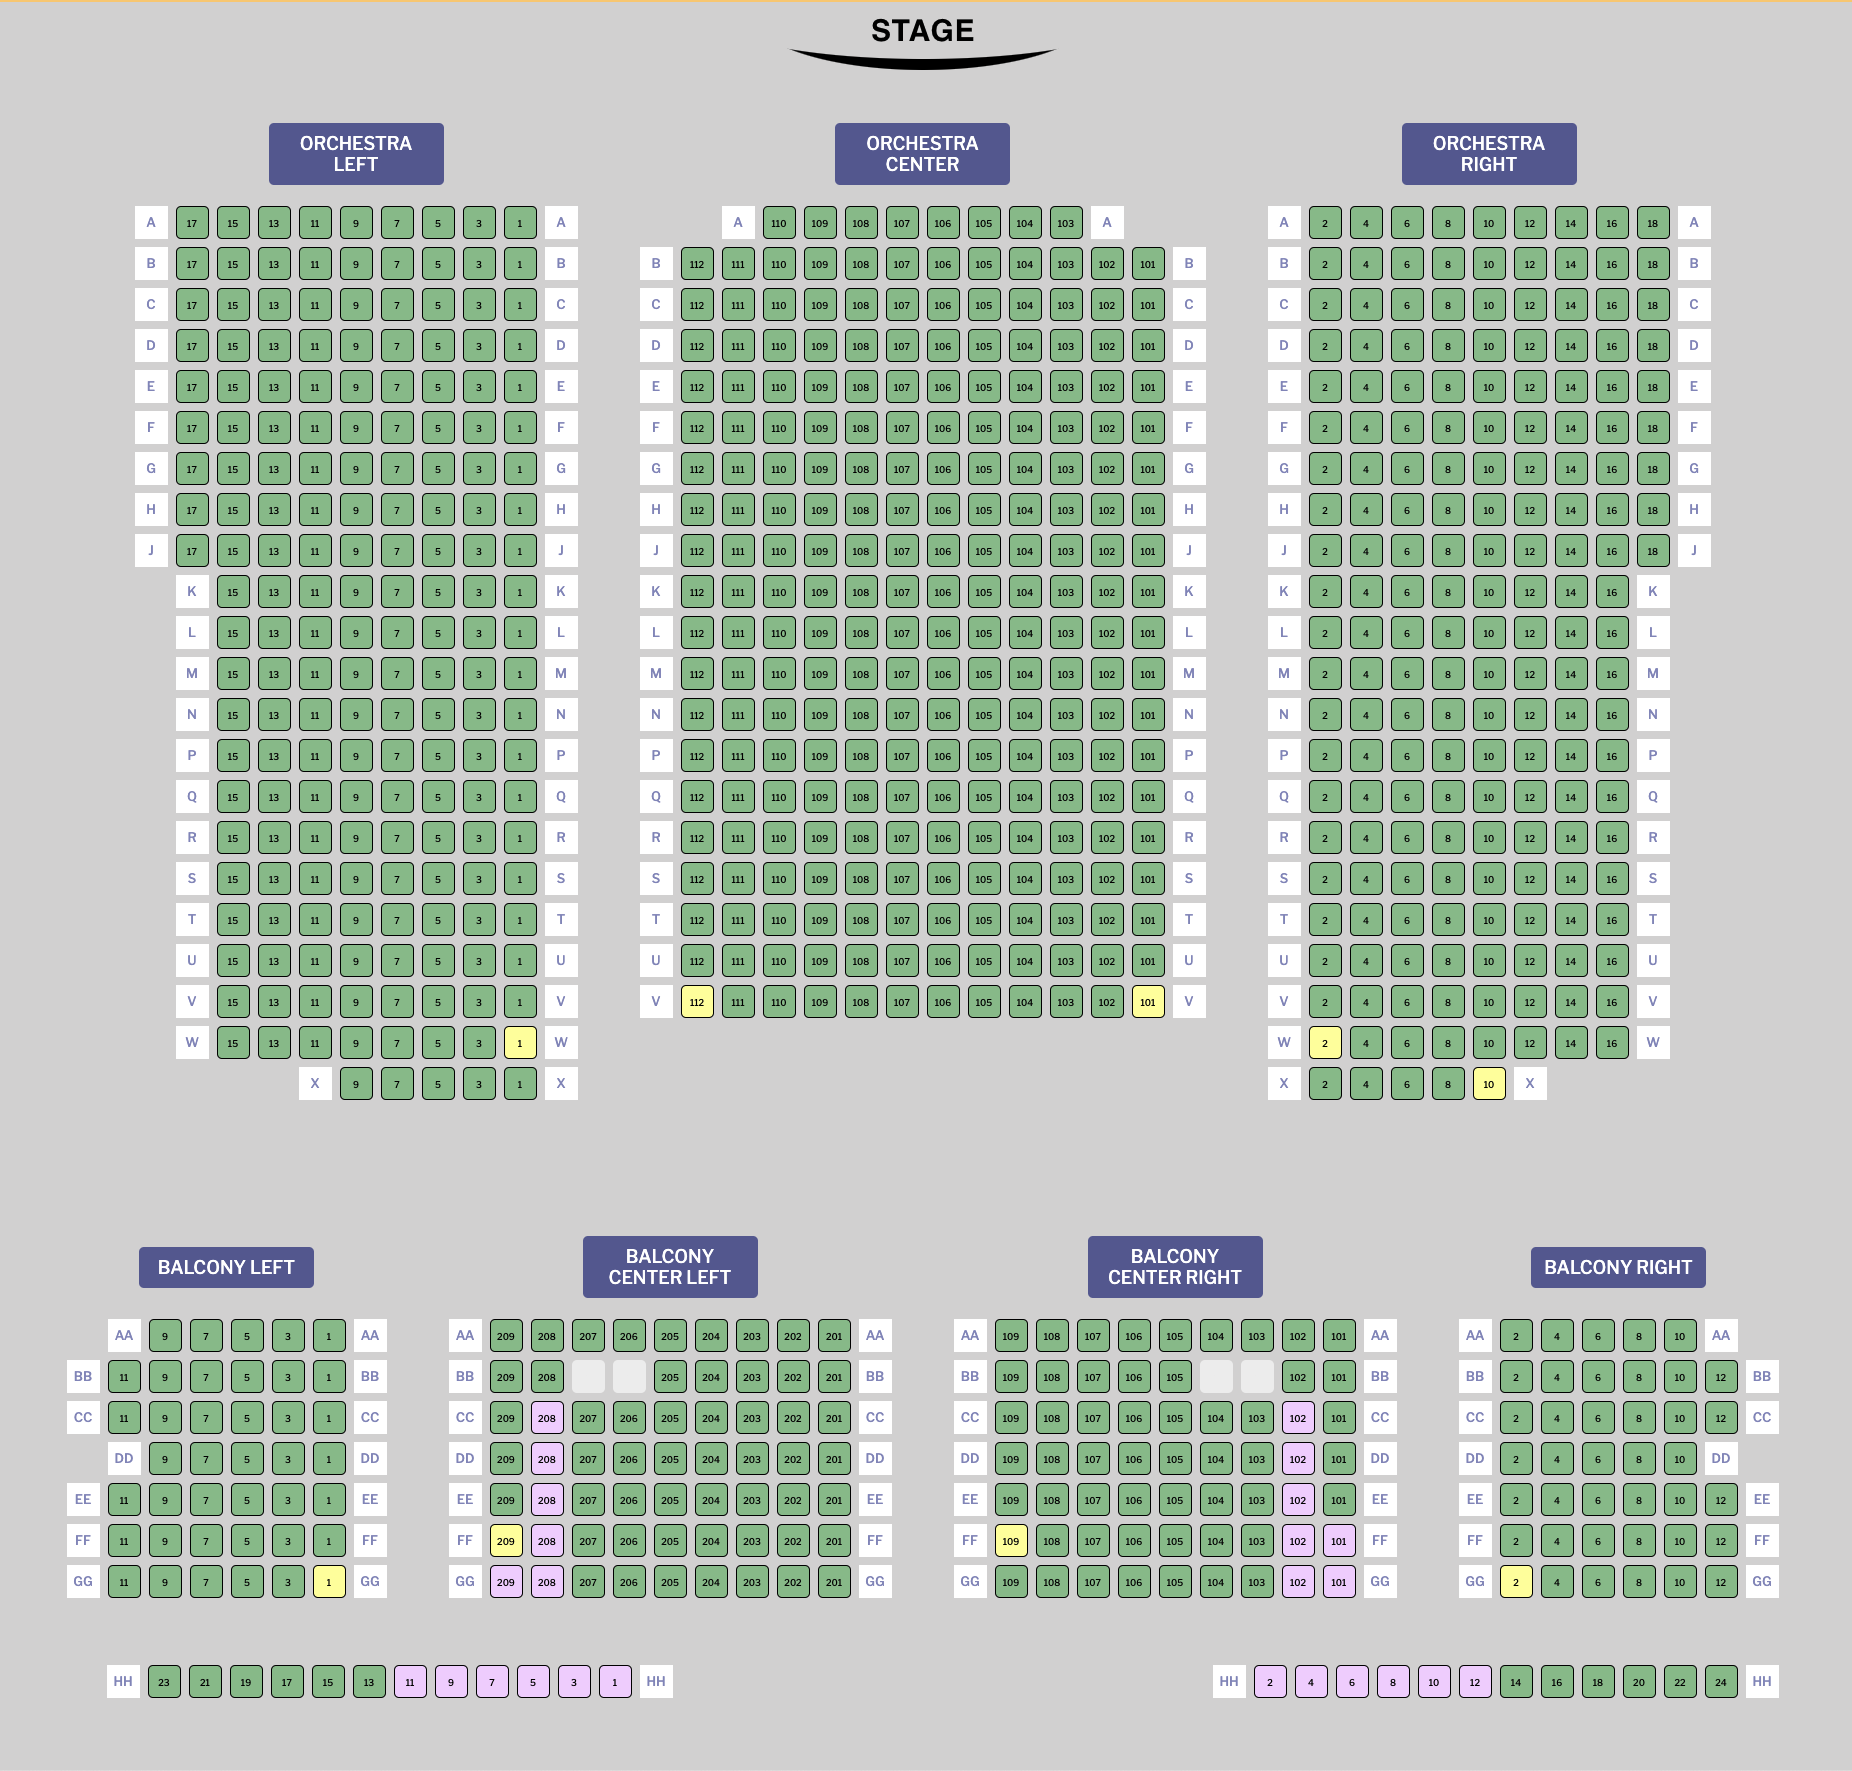 STAGE
ORCHESTRA
LEFT
ORCHESTRA
CENTER
ORCHESTRA
RIGHT
A 17 15 13 11 9 7 5 3 1 A A 110 109 108 107 106 105 104 103 A A 2 4 6 8 10 12 14 16 18 A
B 17 15 13 11 9 7 5 3 1 B B 112 111 110 109 108 107 106 105 104 103 102 101 B B 2 4 6 8 10 12 14 16 18 B
C 17 15 13 11 9 7 5 3 1 C C 112 111 110 109 108 107 106 105 104 103 102 101 C C 2 4 6 8 10 12 14 16 18 C
D 17 15 13 11 9 7 5 3 1 D D 112 111 110 109 108 107 106 105 104 103 102 101 D D 2 4 6 8 10 12 14 16 18 D
E 17 15 13 11 9 7 5 3 1 E E 112 111 110 109 108 107 106 105 104 103 102 101 E E 2 4 6 8 10 12 14 16 18 E
F 17 15 13 11 9 7 5 3 1 F F 112 111 110 109 108 107 106 105 104 103 102 101 F F 2 4 6 8 10 12 14 16 18 F
G 17 15 13 11 9 7 5 3 1 G G 112 111 110 109 108 107 106 105 104 103 102 101 G G 2 4 6 8 10 12 14 16 18 G
H 17 15 13 11 9 7 5 3 1 H H 112 111 110 109 108 107 106 105 104 103 102 101 H H 2 4 6 8 10 12 14 16 18 H
J 17 15 13 11 9 7 5 3 1 J J 112 111 110 109 108 107 106 105 104 103 102 101 J J 2 4 6 8 10 12 14 16 18 J
K 15 13 11 9 7 5 3 1 K K 112 111 110 109 108 107 106 105 104 103 102 101 K K 2 4 6 8 10 12 14 16 K
L 15 13 11 9 7 5 3 1 L L 112 111 110 109 108 107 106 105 104 103 102 101 L L 2 4 6 8 10 12 14 16 L
M 15 13 11 9 7 5 3 1 M M 112 111 110 109 108 107 106 105 104 103 102 101 M M 2 4 6 8 10 12 14 16 M
N 15 13 11 9 7 5 3 1 N N 112 111 110 109 108 107 106 105 104 103 102 101 N N 2 4 6 8 10 12 14 16 N
P 15 13 11 9 7 5 3 1 P P 112 111 110 109 108 107 106 105 104 103 102 101 P P 2 4 6 8 10 12 14 16 P
Q 15 13 11 9 7 5 3 1 Q Q 112 111 110 109 108 107 106 105 104 103 102 101 Q Q 2 4 6 8 10 12 14 16 Q
R 15 13 11 9 7 5 3 1 R R 112 111 110 109 108 107 106 105 104 103 102 101 R R 2 4 6 8 10 12 14 16 R
S 15 13 11 9 7 5 3 1 S S 112 111 110 109 108 107 106 105 104 103 102 101 S S 2 4 6 8 10 12 14 16 S
T 15 13 11 9 7 5 3 1 T T 112 111 110 109 108 107 106 105 104 103 102 101 T T 2 4 6 8 10 12 14 16 T
U 15 13 11 9 7 5 3 1 U U 112 111 110 109 108 107 106 105 104 103 102 101 U U 2 4 6 8 10 12 14 16 U
V 15 13 11 9 7 5 3 1 V V 112 111 110 109 108 107 106 105 104 103 102 101 V V 2 4 6 8 10 12 14 16 V
W 15 13 11 9 7 5 3 1 W W 2 4 6 8 10 12 14 16 W
X 9 7 5 3 1 X X 2 4 6 8 10 X
BALCONY LEFT
BALCONY
CENTER LEFT
BALCONY
CENTER RIGHT
BALCONY RIGHT
AA 9 7 5 3 1 AA AA 209 208 207 206 205 204 203 202 201 AA AA 109 108 107 106 105 104 103 102 101 AA AA 2 4 6 8 10 AA
BB 11 9 7 5 3 1 BB BB 209 208 205 204 203 202 201 BB BB 109 108 107 106 105 102 101 BB BB 2 4 6 8 10 12 BB
CC 11 9 7 5 3 1 CC CC 209 208 207 206 205 204 203 202 201 CC CC 109 108 107 106 105 104 103 102 101 CC CC 2 4 6 8 10 12 CC
DD 9 7 5 3 1 DD DD 209 208 207 206 205 204 203 202 201 DD DD 109 108 107 106 105 104 103 102 101 DD DD 2 4 6 8 10 DD
EE 11 9 7 5 3 1 EE EE 209 208 207 206 205 204 203 202 201 EE EE 109 108 107 106 105 104 103 102 101 EE EE 2 4 6 8 10 12 EE
FF 11 9 7 5 3 1 FF FF 209 208 207 206 205 204 203 202 201 FF FF 109 108 107 106 105 104 103 102 101 FF FF 2 4 6 8 10 12 FF
GG 11 9 7 5 3 1 GG GG 209 208 207 206 205 204 203 202 201 GG GG 109 108 107 106 105 104 103 102 101 GG GG 2 4 6 8 10 12 GG
HH 23 21 19 17 15 13 11 9 7 5 3 1 HH HH 2 4 6 8 10 12 14 16 18 20 22 24 HH